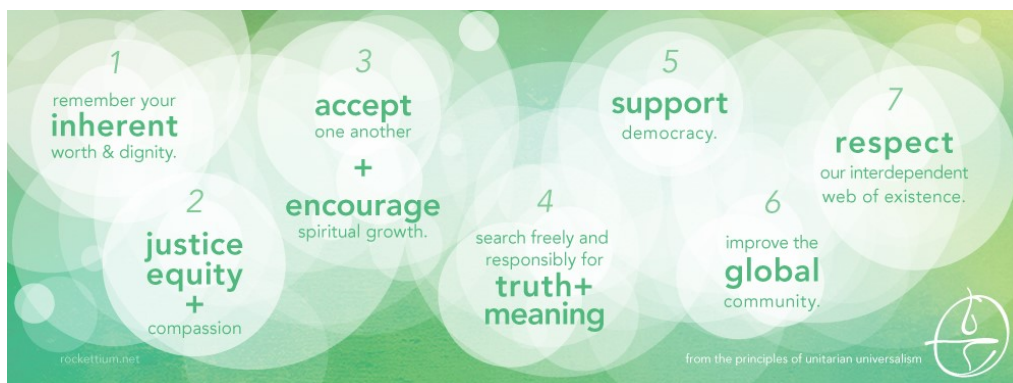 1
remember your
inherent
worth & dignity.
2
justice
equity
+
compassion
3
accept
one another
+
encourage
spiritual growth.
4
search freely and
responsibly for
truth+
meaning
5
support
democracy.
6
improve the
global
community.
7
respect
our interdependent
web of existence.
rockettium.net
from the principles of unitarian universalism